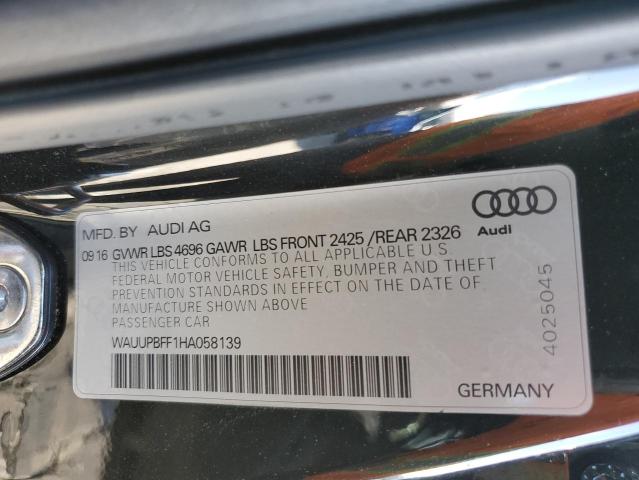 MFD. BY AUDI AG
09 16 GVWR LBS 4696 GAWR LBS FRONT 2425 /REAR 2326
THIS VEHICLE CONFORMS TO ALL APPLICABLE U.S.
FEDERAL MOTOR VEHICLE SAFETY, BUMPER AND THEFT
PREVENTION STANDARDS IN EFFECT ON THE DATE OF
MANUFACTURE SHOWN ABOVE
PASSENGER CAR
WAUUPBFF1HA058139
Audi
4025045
GERMANY